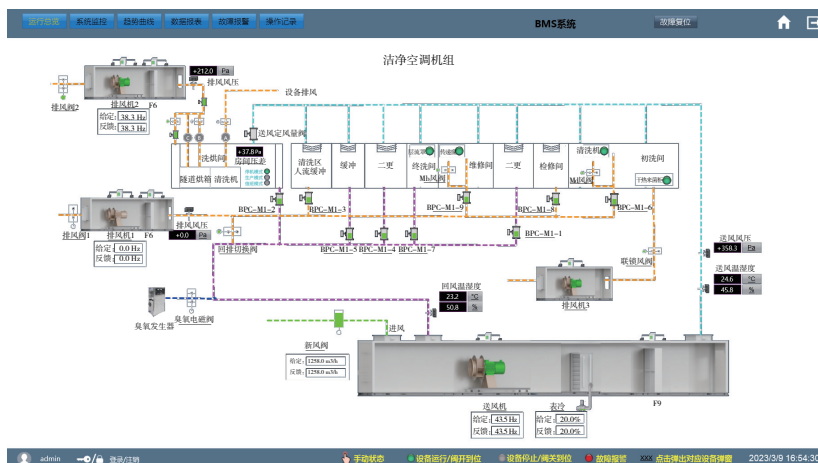 运行总览 系统监控 趋势曲线 数据报表 故障报警 操作记录 BMS系统 故障复位
洁净空调机组
+212.0 Pa
排风风压
设备排风
排风阀2 排风机2 F6
给定: 38.3 Hz
反馈: 38.3 Hz
C B A
送风定风量阀
+37.8 Pa
房间压差
洗烘间
隧道烘箱 清洗机
清洗区
人流缓冲
缓冲
二更
终洗间
Mb风阀
维修间
二更
检修间
清洗机
Md风阀
初洗间
BPC-M1-2 BPC-M1-3 BPC-M1-9 BPC-M1-8 BPC-M1-6
排风风压
+0.0 Pa
排风阀1 排风机1 F6
给定: 0.0 Hz
反馈: 0.0 Hz
回排切换阀
BPC-M1-5 BPC-M1-4 BPC-M1-7
BPC-M1-1
送风风压
+358.3 Pa
联锁风阀
送风温湿度
24.6 °C
45.8 %
回风温湿度
23.2 °C
50.8 %
排风机3
臭氧发生器
臭氧电磁阀
进风
新风阀
给定: 1258.0 m3/h
反馈: 1258.0 m3/h
送风机
给定: 43.5 Hz
反馈: 43.5 Hz
表冷
给定: 20.0%
反馈: 20.0%
F9
admin 登录/注销 手动状态 设备运行/阀开到位 设备停止/阀关到位 故障报警 XXX 点击弹出对应设备弹窗 2023/3/9 16:54:30